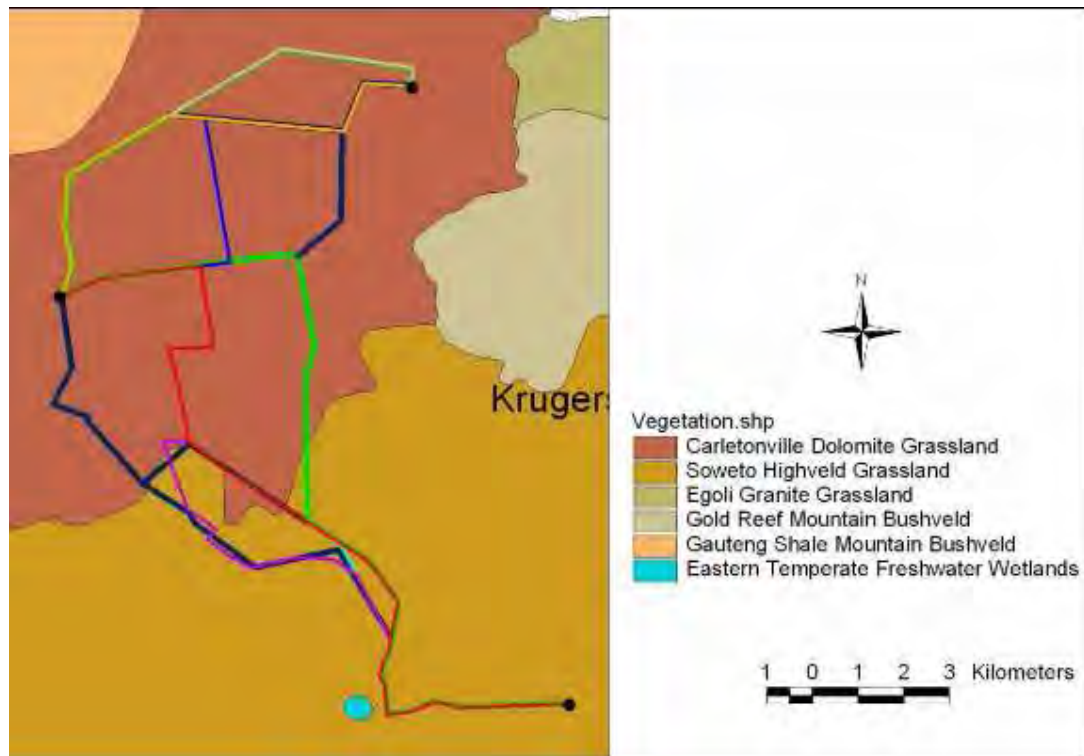 Krugers
N
Vegetation.shp
Carletonville Dolomite Grassland
Soweto Highveld Grassland
Egoli Granite Grassland
Gold Reef Mountain Bushveld
Gauteng Shale Mountain Bushveld
Eastern Temperate Freshwater Wetlands
1 0 1 2 3 Kilometers